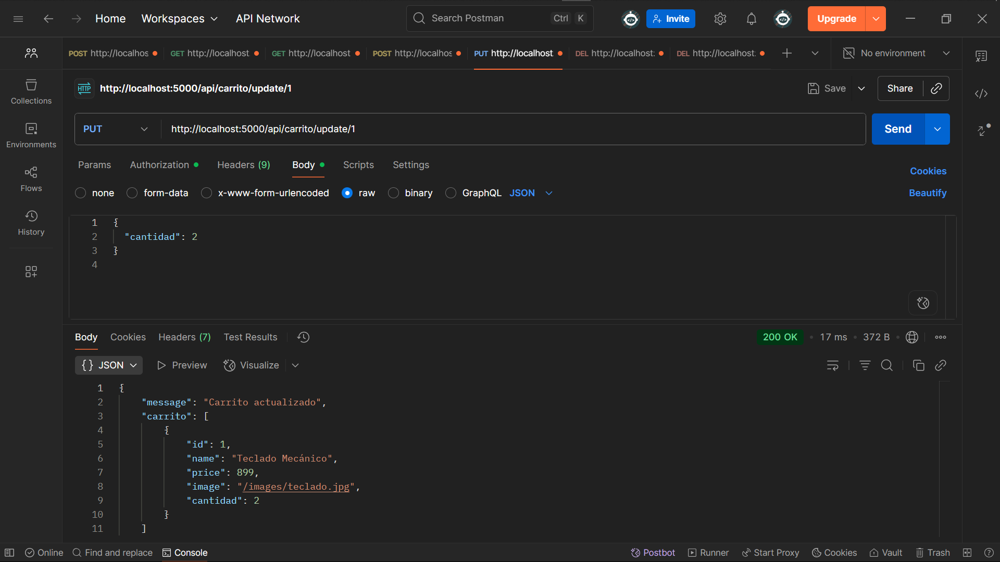 Home Workspaces API Network Search Postman Ctrl K Invite Upgrade
POST http://localhos GET http://localhost. GET http://localhost POST http://localhos PUT http://localhost DEL http://localhost: DEL http://localhost: No environment
HTTP http://localhost:5000/api/carrito/update/1 Save Share
PUT http://localhost:5000/api/carrito/update/1 Send
Params Authorization Headers (9) Body Scripts Settings Cookies
none form-data x-www-form-urlencoded raw binary GraphQL JSON Beautify
Collections
Environments
Flows
History
1 {
2 "cantidad": 2
3 }
4
Body Cookies Headers (7) Test Results 200 OK • 17 ms • 372 B •
{} JSON Preview Visualize
1 {
2 "message": "Carrito actualizado",
3 "carrito": [
4 {
5 "id": 1,
6 "name": "Teclado Mecánico",
7 "price": 899,
8 "image": "/images/teclado.jpg",
9 "cantidad": 2
10 }
11 ]
Online Find and replace Console Postbot Runner Start Proxy Cookies Vault Trash